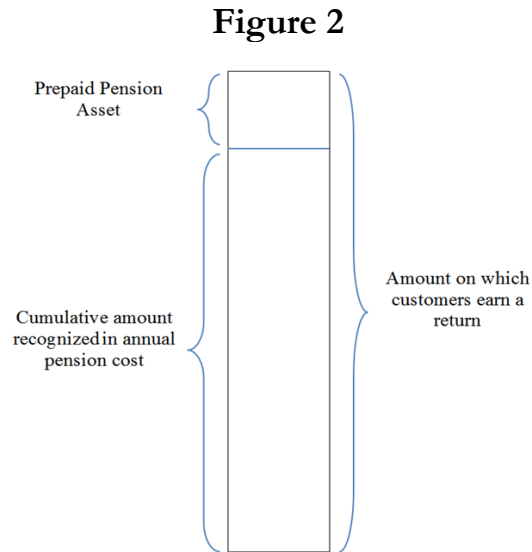 Figure 2
Prepaid Pension
Asset
Amount on which
customers earn a
return
Cumulative amount
recognized in annual
pension cost